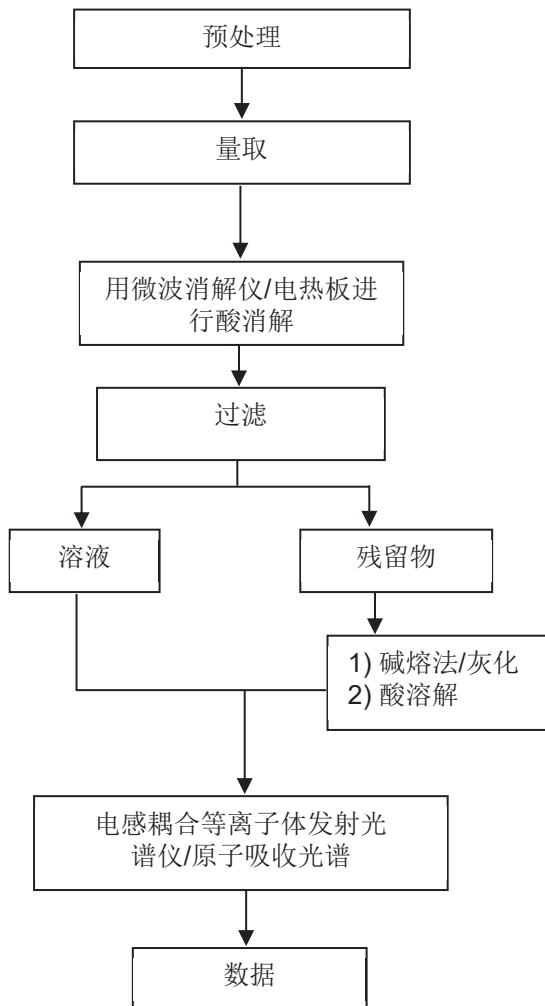 预处理
量取
用微波消解仪/电热板进
行酸消解
过滤
溶液
残留物
1) 碱熔法/灰化
2) 酸溶解
电感耦合等离子体发射光
谱仪/原子吸收光谱
数据